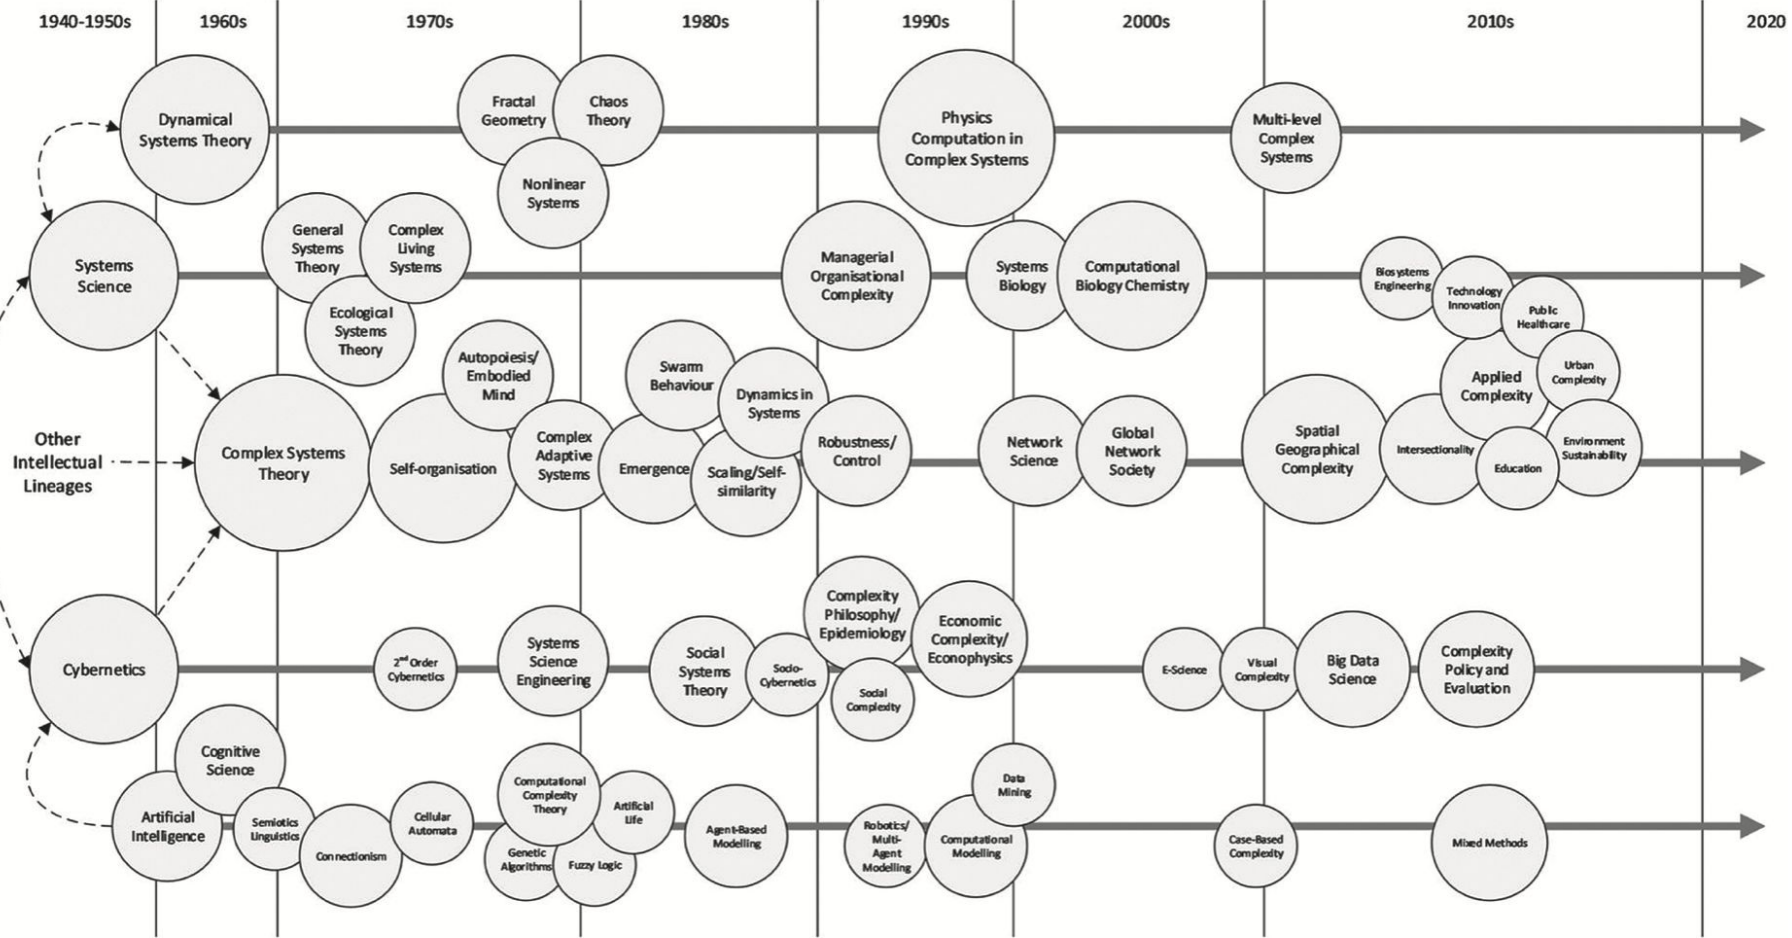 1940-1950s
1960s
1970s
1980s
1990s
2000s
2010s
2020
Dynamical
Systems Theory
Fractal
Geometry
Chaos
Theory
Nonlinear
Systems
Physics
Computation in
Complex Systems
Multi-level
Complex
Systems
Systems
Science
General
Systems
Theory
Complex
Living
Systems
Ecological
Systems
Theory
Managerial
Organisational
Complexity
Systems
Biology
Computational
Biology Chemistry
Biosystems
Engineering
Technology
Innovation
Public
Healthcare
Urban
Complexity
Applied
Complexity
Other
Intellectual
Lineages
Complex Systems
Theory
Self-organisation
Autopoiesis/
Embodied
Mind
Complex
Adaptive
Systems
Emergence
Swarm
Behaviour
Dynamics in
Systems
Scaling/Self-
similarity
Robustness/
Control
Network
Science
Global
Network
Society
Spatial
Geographical
Complexity
Intersectionality
Education
Environment
Sustainability
Cybernetics
2nd Order
Cybernetics
Systems
Science
Engineering
Social
Systems
Theory
Socio-
Cybernetics
Complexity
Philosophy/
Epidemiology
Social
Complexity
Economic
Complexity/
Econophysics
E-Science
Visual
Complexity
Big Data
Science
Complexity
Policy and
Evaluation
Artificial
Intelligence
Cognitive
Science
Semiotics
Linguistics
Connectionism
Cellular
Automata
Computational
Complexity
Theory
Genetic
Algorithms
Fuzzy Logic
Artificial
Life
Agent-Based
Modelling
Robotics/
Multi-
Agent
Modelling
Computational
Modelling
Data
Mining
Case-Based
Complexity
Mixed Methods